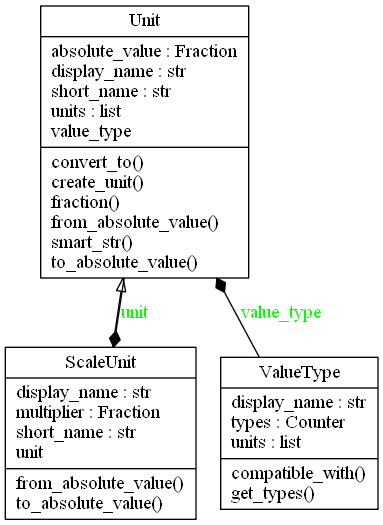 Unit
absolute_value : Fraction
display_name : str
short_name : str
units : list
value_type
convert_to()
create_unit()
fraction()
from_absolute_value()
smart_str()
to_absolute_value()
unit
value_type
ScaleUnit
display_name : str
multiplier : Fraction
short_name : str
unit
from_absolute_value()
to_absolute_value()
ValueType
display_name : str
types : Counter
units : list
compatible_with()
get_types()